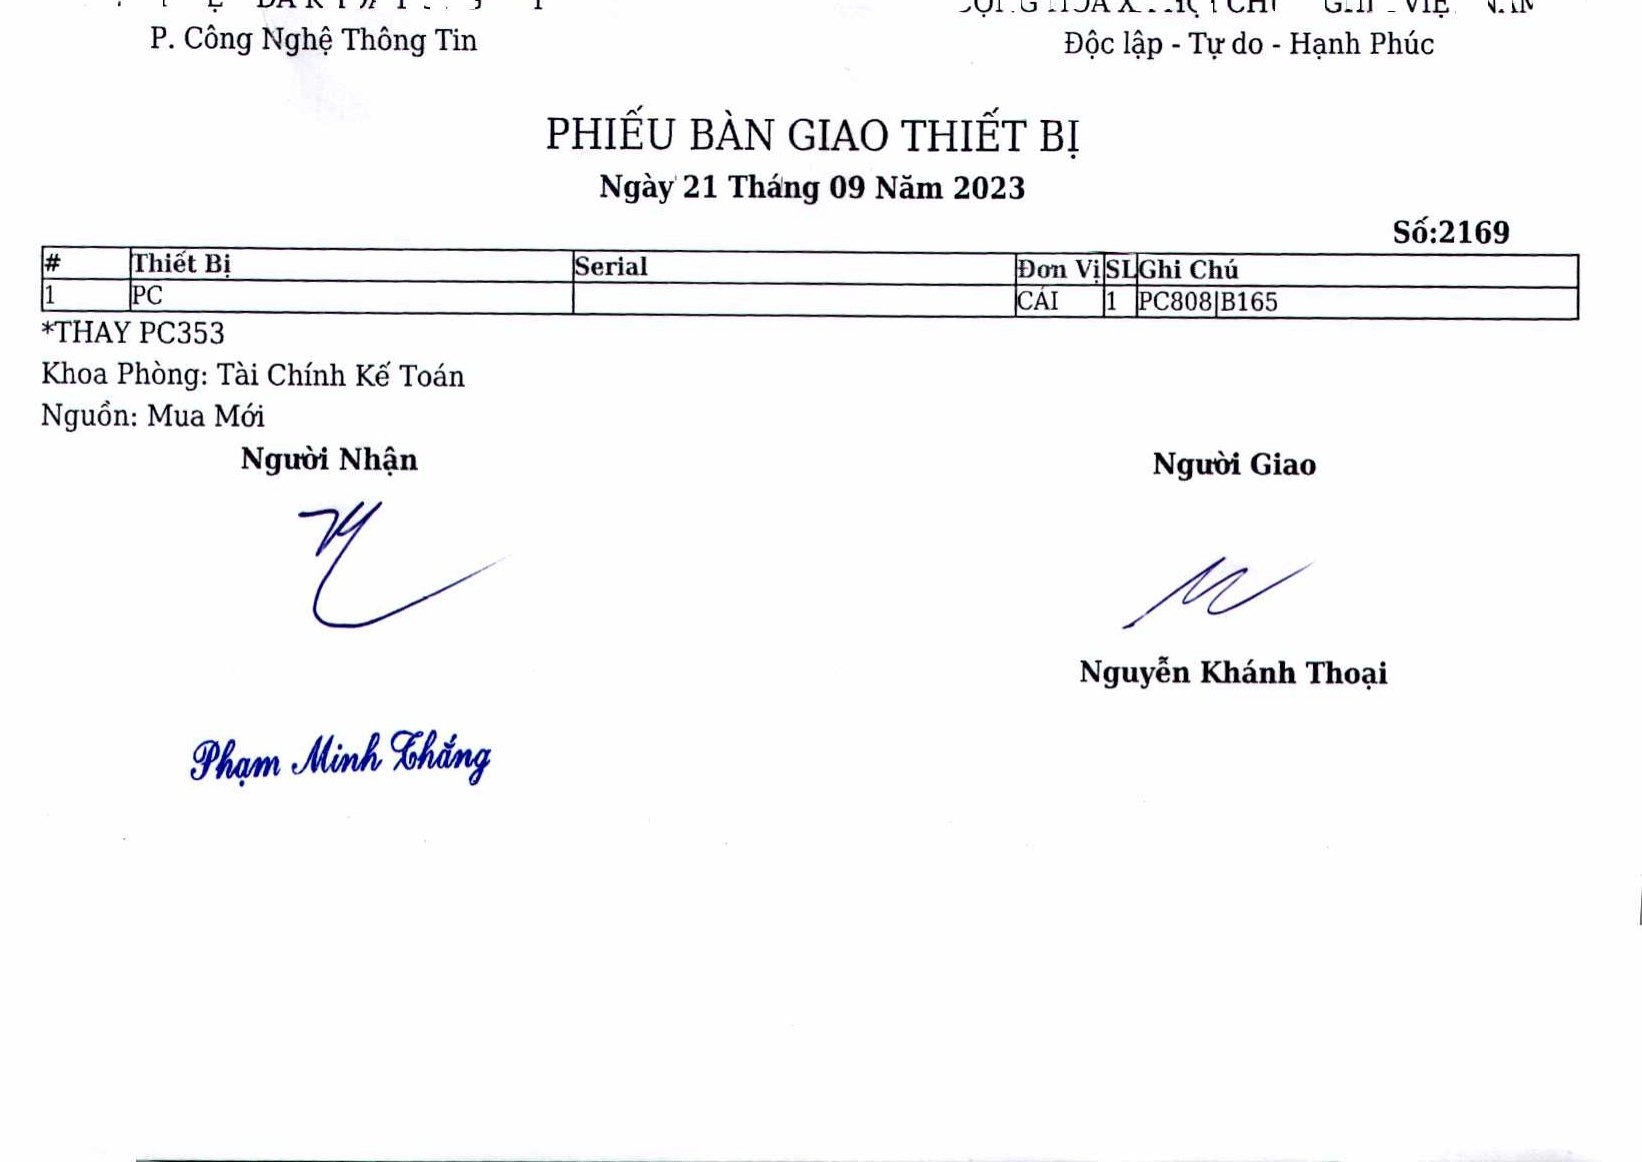 P. Công Nghệ Thông Tin
Độc lập - Tự do - Hạnh Phúc
PHIẾU BÀN GIAO THIẾT BỊ
Ngày 21 Tháng 09 Năm 2023
Số:2169
# Thiết Bị Serial Đơn Vị SL Ghi Chú
1 PC CÁI 1 PC808|B165
*THAY PC353
Khoa Phòng: Tài Chính Kế Toán
Nguồn: Mua Mới
Người Nhận Người Giao
Nguyễn Khánh Thoại
Phạm Minh Thắng